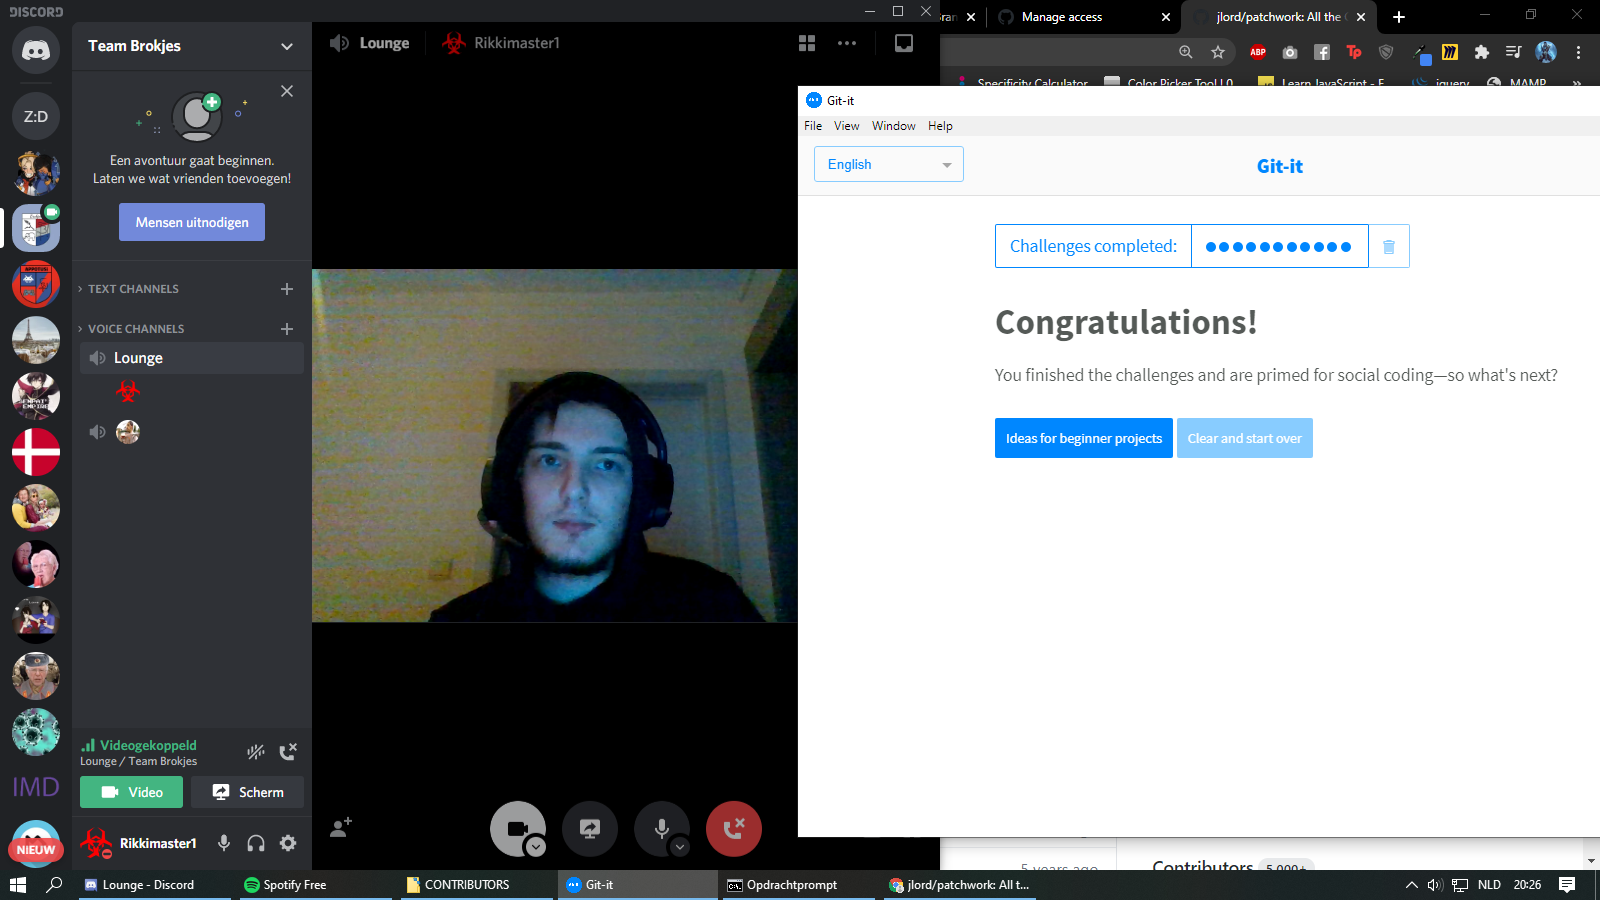 DISCORD
Team Brokjes
Een avontuur gaat beginnen.
Laten we wat vrienden toevoegen!
Mensen uitnodigen
TEXT CHANNELS
VOICE CHANNELS
Lounge
Videogekoppeld
Lounge / Team Brokjes
Video
Scherm
Rikkimaster1
Z:D
IMD
NIEUW
Lounge
Rikkimaster1
Manage access
jlord/patchwork: All the
ABP
Tp
Specificity Calculator
Color Picker Tool
Learn JavaScript - F
jquery
MAMP
»
Git-it
File View Window Help
English
Git-it
Challenges completed:
Congratulations!
You finished the challenges and are primed for social coding—so what's next?
Ideas for beginner projects
Clear and start over
5 years ago
Contributors 5,000+
Lounge - Discord
Spotify Free
CONTRIBUTORS
Git-it
Opdrachtprompt
jlord/patchwork: All t...
NLD
20:26